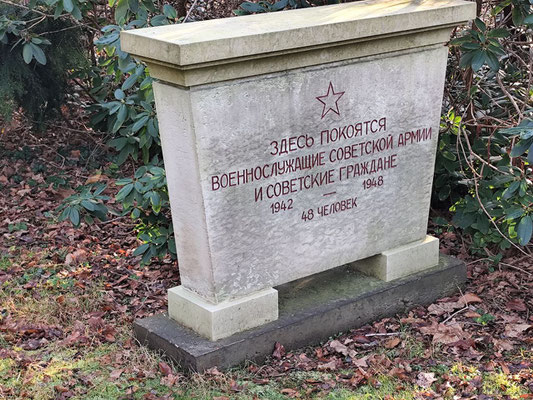 ЗДЕСЬ ПОКОЯТСЯ
ВОЕННОСЛУЖАЩИЕ СОВЕТСКОЙ АРМИИ
И СОВЕТСКИЕ ГРАЖДАНЕ
1942 — 1948
48 ЧЕЛОВЕК